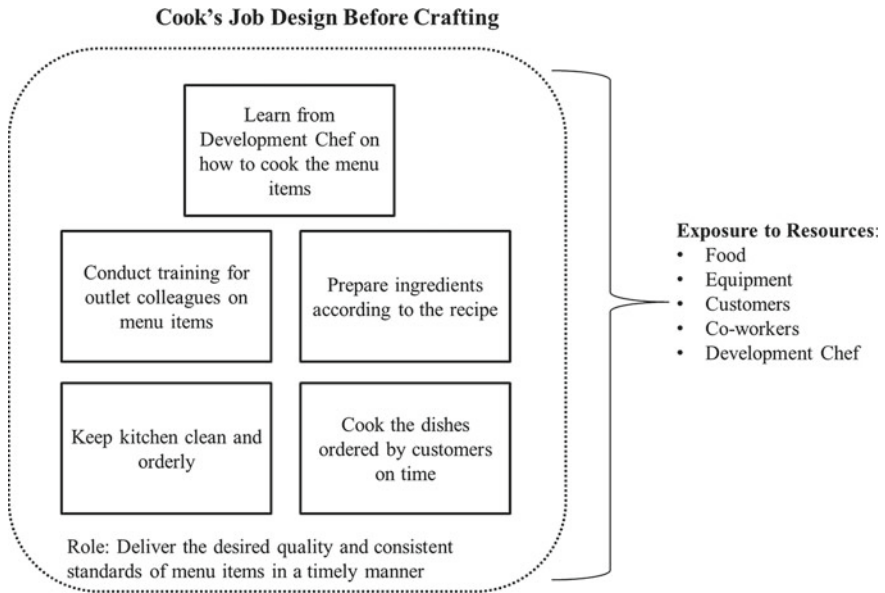 Cook's Job Design Before Crafting
Learn from
Development Chef on
how to cook the menu
items
Conduct training for
outlet colleagues on
menu items
Prepare ingredients
according to the recipe
Keep kitchen clean and
orderly
Cook the dishes
ordered by customers
on time
Role: Deliver the desired quality and consistent
standards of menu items in a timely manner
Exposure to Resources:
• Food
• Equipment
• Customers
• Co-workers
• Development Chef